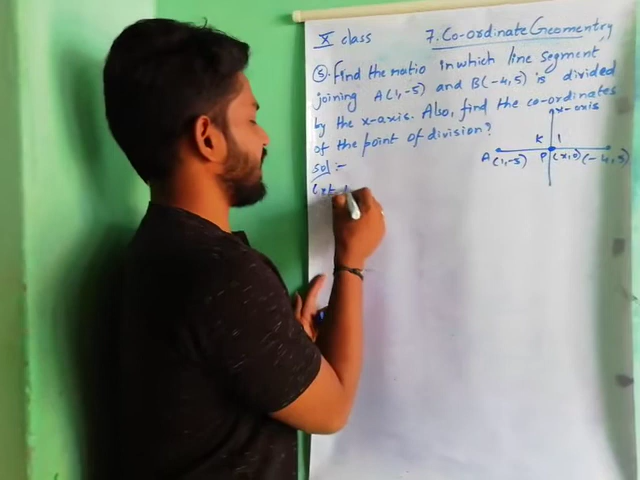 X class 7. Co-ordinate Geomentry
5. Find the ratio in which line segment
joining A(1,-5) and B(-4,5) is divided
by the x-axis. Also, find the co-ordinates
of the point of division?
x-axis
K 1
A (1,-5) P (x,0) (-4,5)
Sol:-
Let